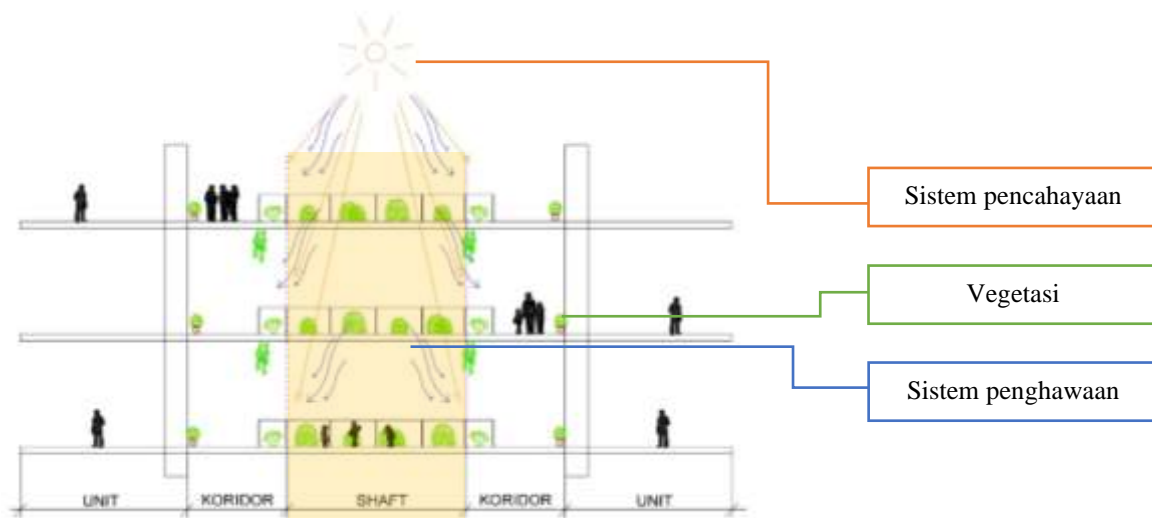 Sistem pencahayaan
Vegetasi
Sistem penghawaan
UNIT
KORIDOR
SHAFT
KORIDOR
UNIT